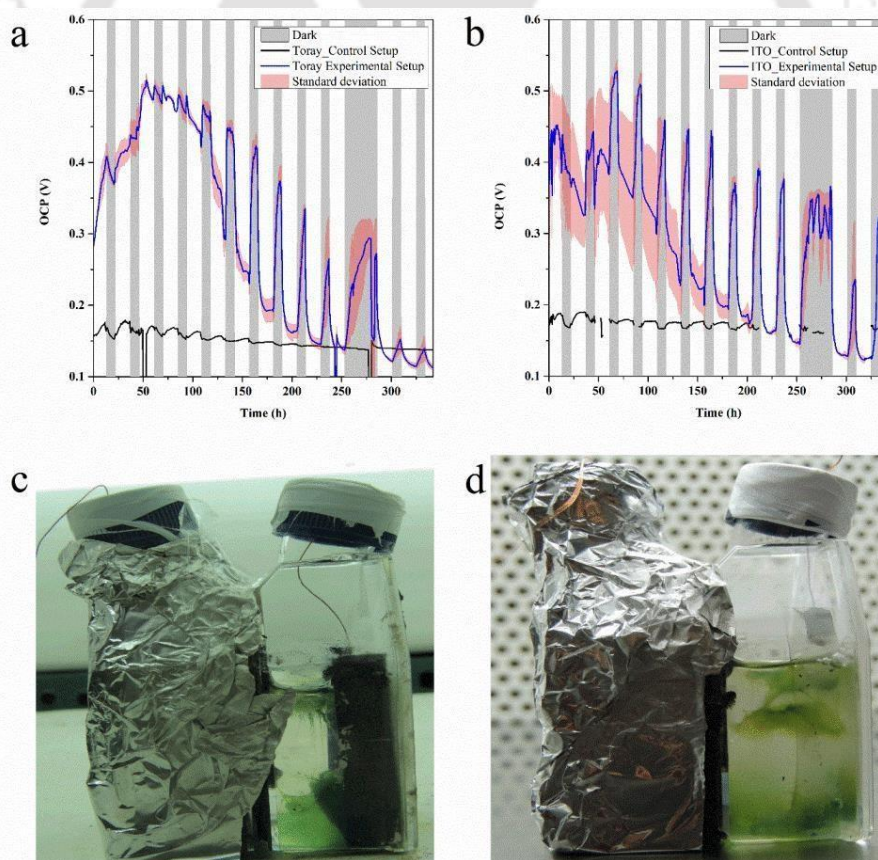 a
0.6
0.5
0.4
0.3
0.2
0.1
OCP (V)
0
50
100
150
200
250
300
Time (h)
Dark
Toray_Control Setup
Toray Experimental Setup
Standard deviation
b
0.6
0.5
0.4
0.3
0.2
0.1
OCP (V)
0
50
100
150
200
250
300
Time (h)
Dark
ITO_Control Setup
ITO_Experimental Setup
Standard deviation
c
d